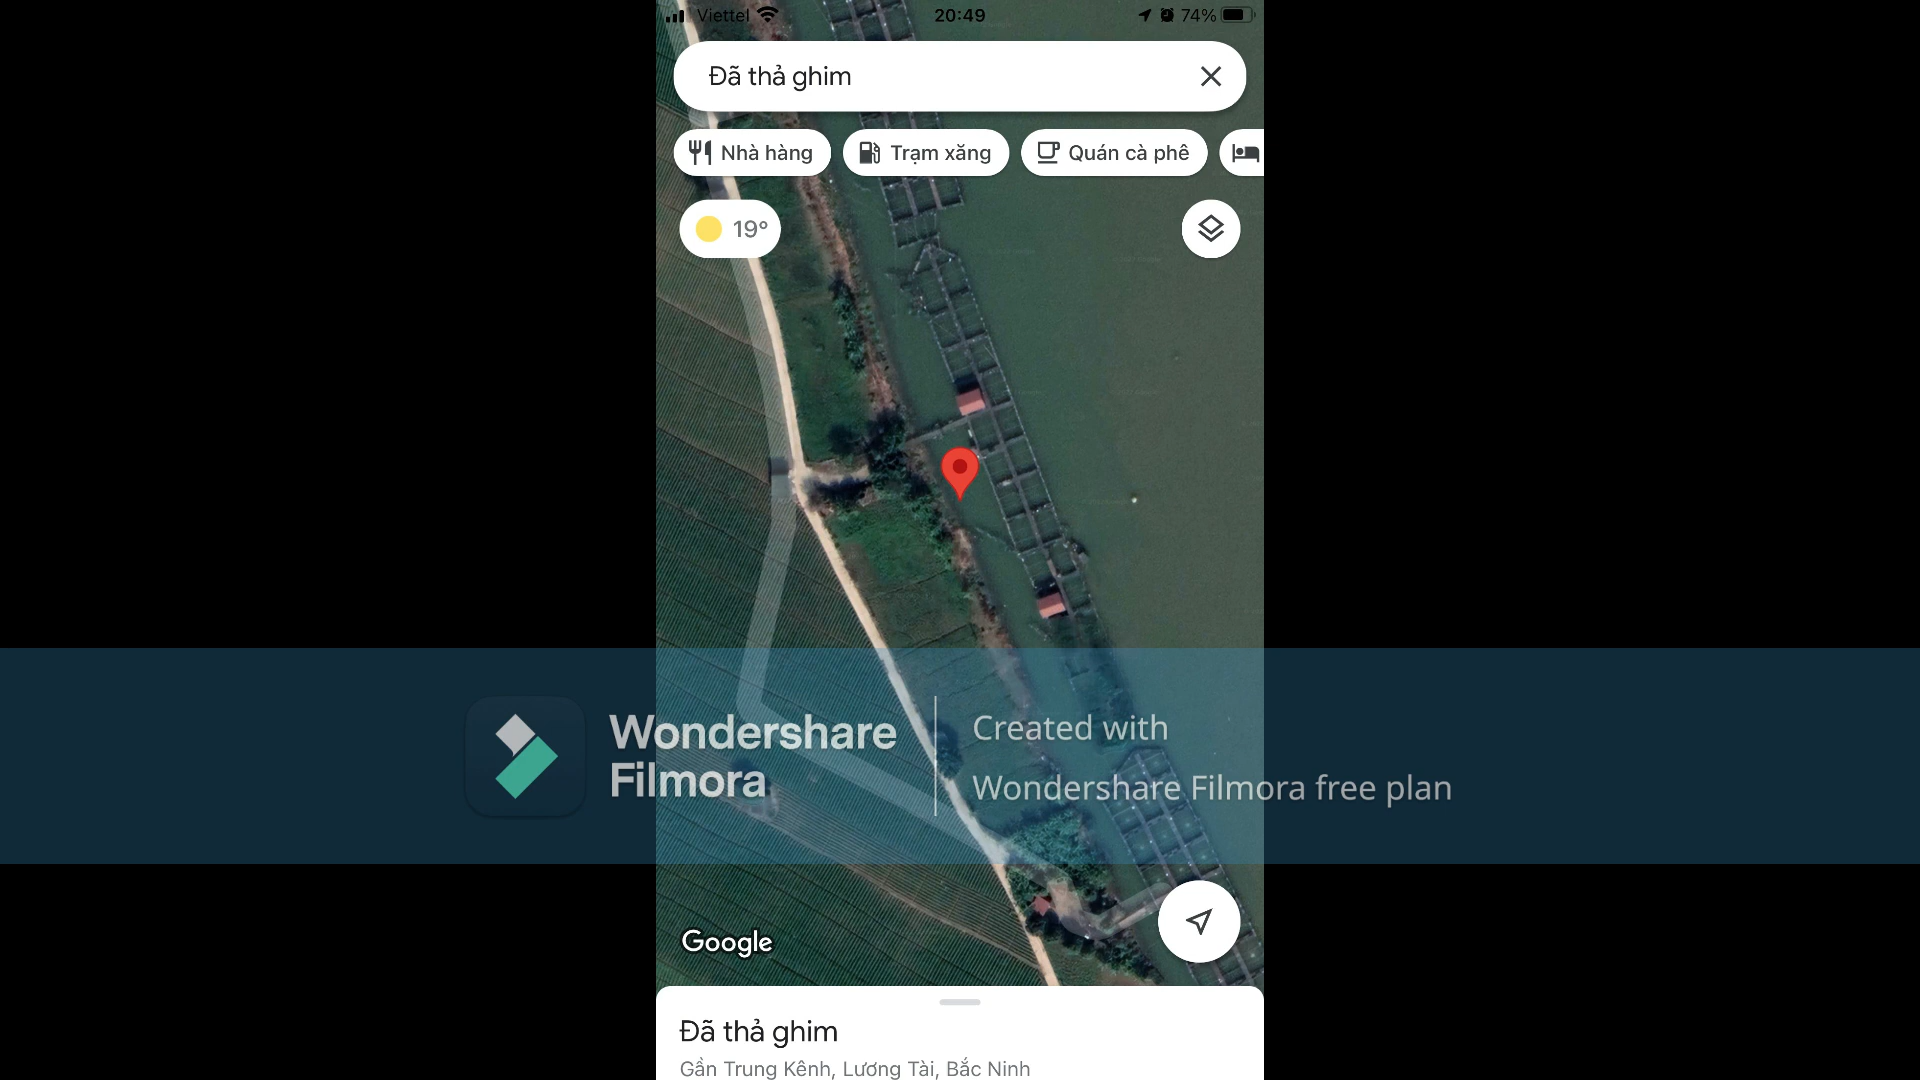 Viettel 20:49 74%
Đã thả ghim
Nhà hàng Trạm xăng Quán cà phê
19°
Wondershare
Filmora
Created with
Wondershare Filmora free plan
Google
Đã thả ghim
Gần Trung Kênh, Lương Tài, Bắc Ninh